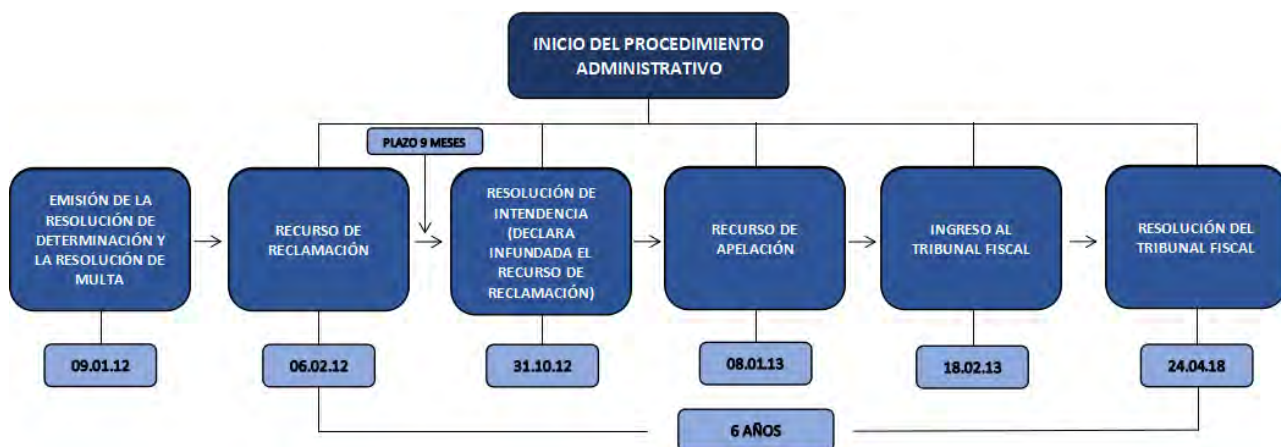 INICIO DEL PROCEDIMIENTO
ADMINISTRATIVO
PLAZO 9 MESES
EMISIÓN DE LA
RESOLUCIÓN DE
DETERMINACIÓN Y
LA RESOLUCIÓN DE
MULTA
RECURSO DE
RECLAMACIÓN
RESOLUCIÓN DE
INTENDENCIA
(DECLARA
INFUNDADA EL
RECURSO DE
RECLAMACIÓN)
RECURSO DE
APELACIÓN
INGRESO AL
TRIBUNAL FISCAL
RESOLUCIÓN DEL
TRIBUNAL FISCAL
09.01.12
06.02.12
31.10.12
08.01.13
18.02.13
24.04.18
6 AÑOS